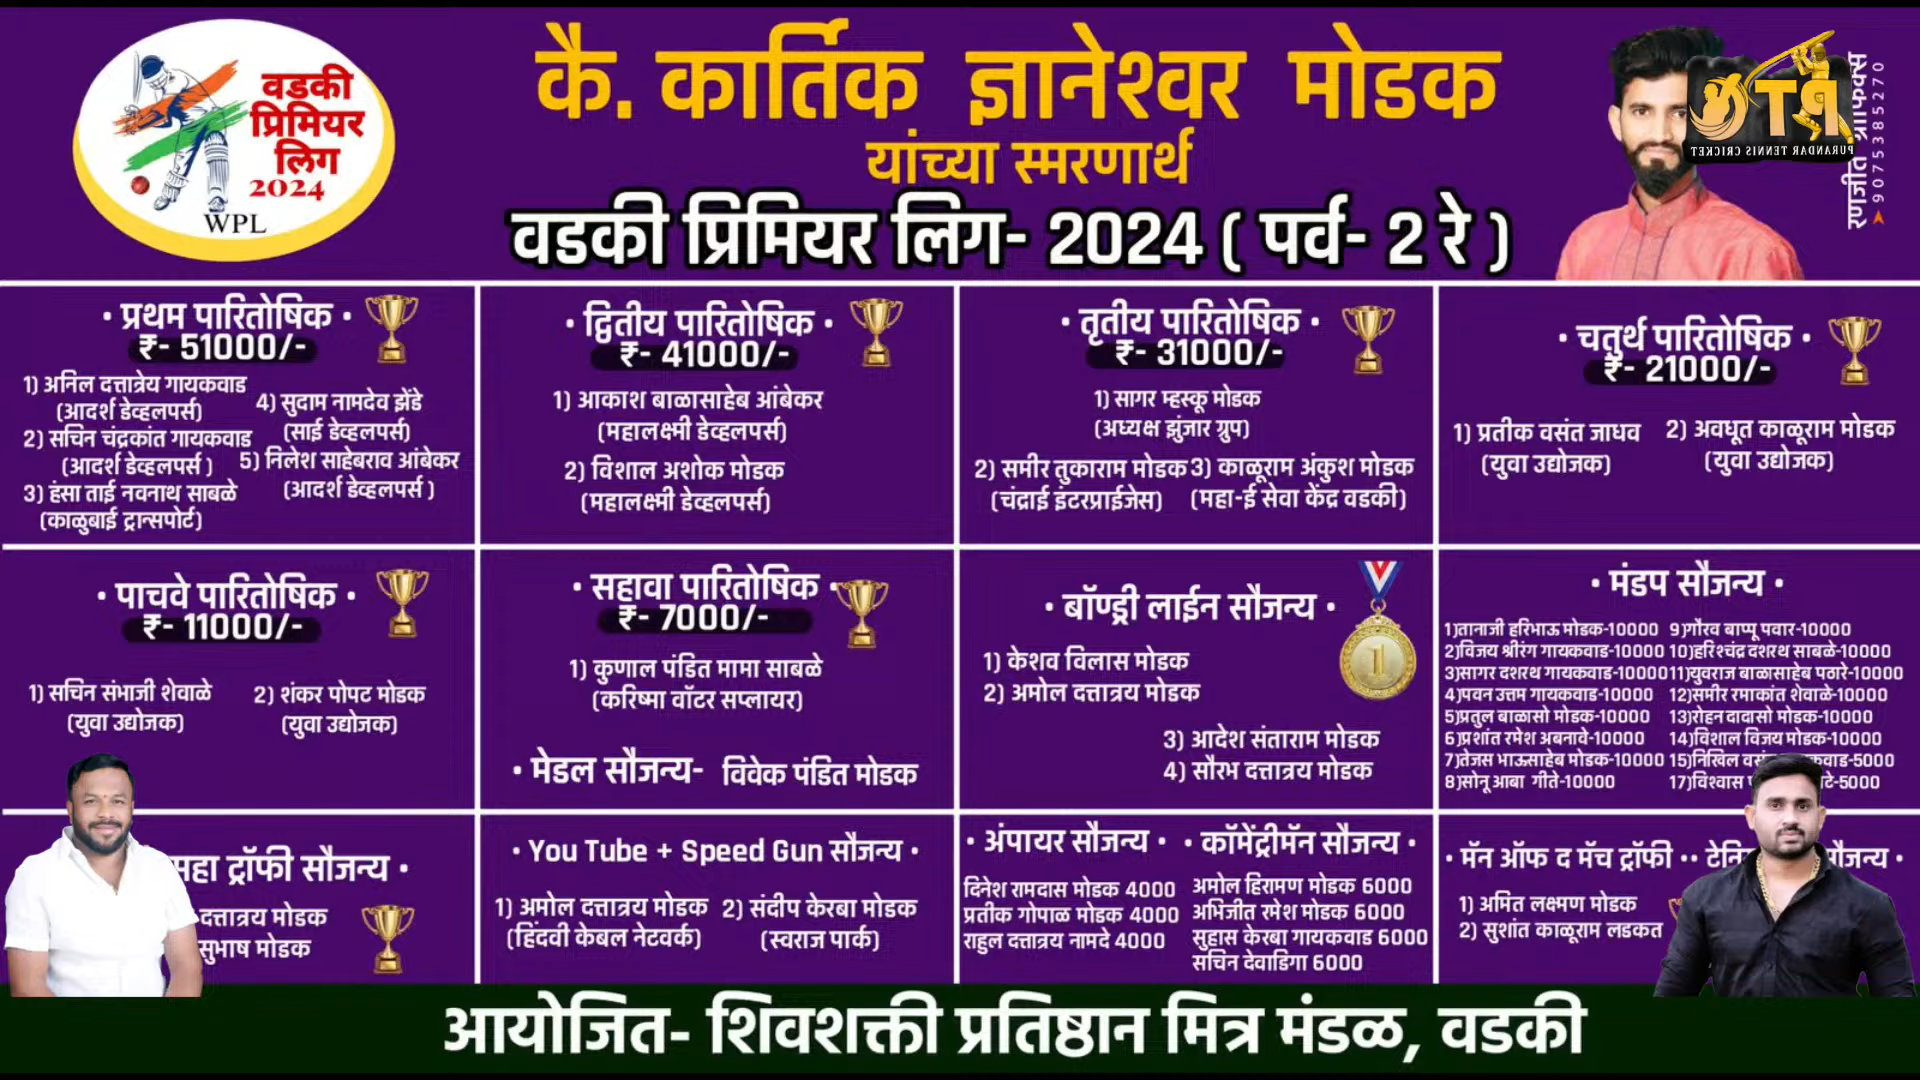 वडकी
प्रिमियर
लिग
2024
WPL
कै. कार्तिक ज्ञानेश्वर मोडक
यांच्या स्मरणार्थ
वडकी प्रिमियर लिग- 2024 ( पर्व- 2 रे )
PURANDAR TENNIS CRICKET
रणजीत
9075385270
• प्रथम पारितोषिक •
₹- 51000/-
1) अनिल दत्तात्रेय गायकवाड
(आदर्श डेव्हलपर्स)
2) सचिन चंद्रकांत गायकवाड
(आदर्श डेव्हलपर्स )
3) हंसा ताई नवनाथ साबळे
(काळुबाई ट्रान्सपोर्ट)
4) सुदाम नामदेव झेंडे
(साई डेव्हलपर्स)
5) निलेश साहेबराव आंबेकर
(आदर्श डेव्हलपर्स )
• द्वितीय पारितोषिक •
₹- 41000/-
1) आकाश बाळासाहेब आंबेकर
(महालक्ष्मी डेव्हलपर्स)
2) विशाल अशोक मोडक
(महालक्ष्मी डेव्हलपर्स)
• तृतीय पारितोषिक •
₹- 31000/-
1) सागर म्हस्कू मोडक
(अध्यक्ष झुंजार ग्रुप)
2) समीर तुकाराम मोडक
(चंद्राई इंटरप्राईजेस)
3) काळूराम अंकुश मोडक
(महा-ई सेवा केंद्र वडकी)
• चतुर्थ पारितोषिक •
₹- 21000/-
1) प्रतीक वसंत जाधव
(युवा उद्योजक)
2) अवधूत काळूराम मोडक
(युवा उद्योजक)
• पाचवे पारितोषिक •
₹- 11000/-
1) सचिन संभाजी शेवाळे
(युवा उद्योजक)
2) शंकर पोपट मोडक
(युवा उद्योजक)
• सहावा पारितोषिक •
₹- 7000/-
1) कुणाल पंडित मामा साबळे
(करिष्मा वॉटर सप्लायर)
• मेडल सौजन्य- विवेक पंडित मोडक
• बॉण्ड्री लाईन सौजन्य •
1) केशव विलास मोडक
2) अमोल दत्तात्रय मोडक
3) आदेश संताराम मोडक
4) सौरभ दत्तात्रय मोडक
• मंडप सौजन्य •
1)तानाजी हरिभाऊ मोडक-10000
2)विजय श्रीरंग गायकवाड-10000
3)सागर दशरथ गायकवाड-10000
4)पवन उत्तम गायकवाड-10000
5)प्रतुल बाळासो मोडक-10000
6)प्रशांत रमेश अबनावे-10000
7)तेजस भाऊसाहेब मोडक-10000
8)सोनू आबा गीते-10000
9)गौरव बाप्पू पवार-10000
10)हरिश्चंद्र दशरथ साबळे-10000
11)युवराज बाळासाहेब पठारे-10000
12)समीर रमाकांत शेवाळे-10000
13)रोहन दादासो मोडक-10000
14)विशाल विजय मोडक-10000
15)निखिल -5000
17)विश्वास -5000
ट्रॉफी सौजन्य •
दत्तात्रय मोडक
सुभाष मोडक
• You Tube + Speed Gun सौजन्य •
1) अमोल दत्तात्रय मोडक
(हिंदवी केबल नेटवर्क)
2) संदीप केरबा मोडक
(स्वराज पार्क)
• अंपायर सौजन्य •
दिनेश रामदास मोडक 4000
प्रतीक गोपाळ मोडक 4000
राहुल दत्तात्रय नामदे 4000
• कॉमेंट्रीमॅन सौजन्य •
अमोल हिरामण मोडक 6000
अभिजीत रमेश मोडक 6000
सुहास केरबा गायकवाड 6000
सचिन देवाडिगा 6000
• मॅन ऑफ द मॅच ट्रॉफी •
1) अमित लक्ष्मण मोडक
2) सुशांत काळूराम लडकत
आयोजित- शिवशक्ती प्रतिष्ठान मित्र मंडळ, वडकी